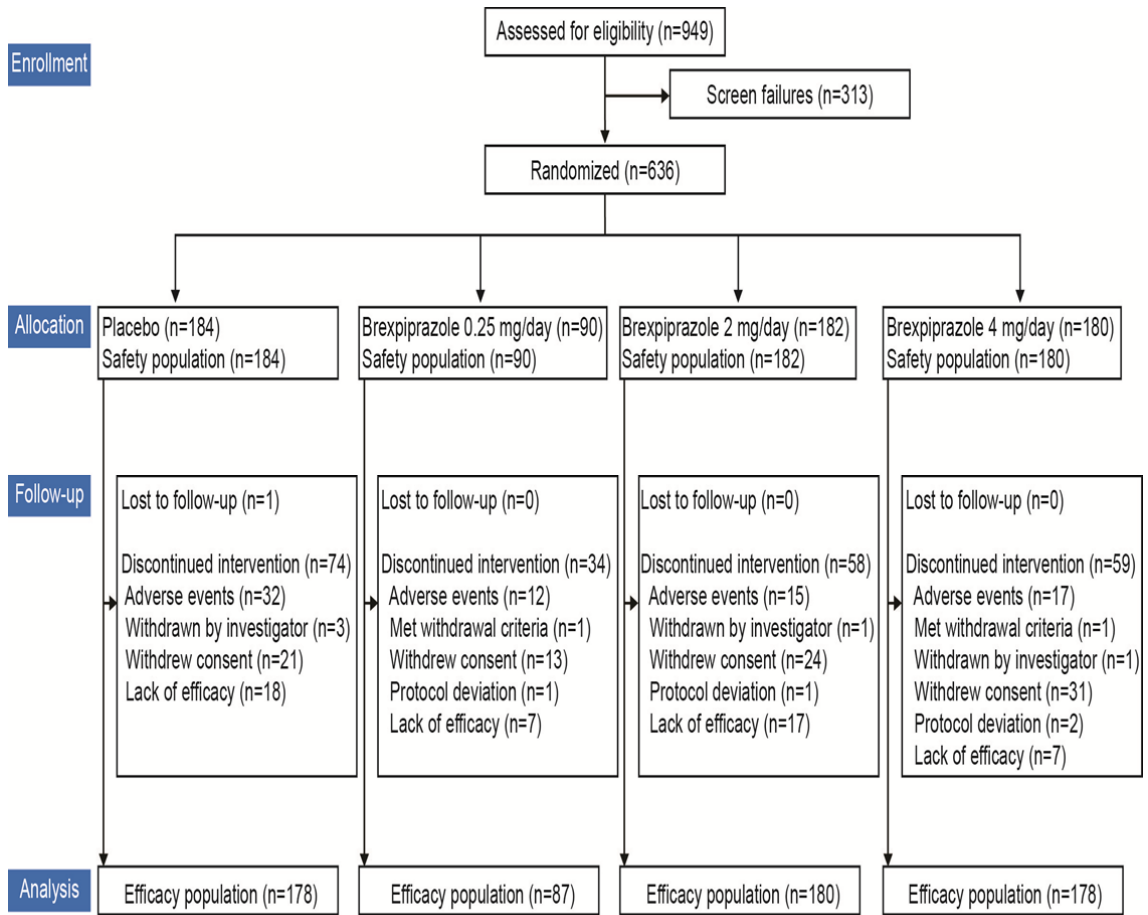 Enrollment
Assessed for eligibility (n=949)
Screen failures (n=313)
Randomized (n=636)
Allocation
Placebo (n=184)
Safety population (n=184)
Brexpiprazole 0.25 mg/day (n=90)
Safety population (n=90)
Brexpiprazole 2 mg/day (n=182)
Safety population (n=182)
Brexpiprazole 4 mg/day (n=180)
Safety population (n=180)
Follow-up
Lost to follow-up (n=1)
Discontinued intervention (n=74)
Adverse events (n=32)
Withdrawn by investigator (n=3)
Withdrew consent (n=21)
Lack of efficacy (n=18)
Lost to follow-up (n=0)
Discontinued intervention (n=34)
Adverse events (n=12)
Met withdrawal criteria (n=1)
Withdrew consent (n=13)
Protocol deviation (n=1)
Lack of efficacy (n=7)
Lost to follow-up (n=0)
Discontinued intervention (n=58)
Adverse events (n=15)
Withdrawn by investigator (n=1)
Withdrew consent (n=24)
Protocol deviation (n=1)
Lack of efficacy (n=17)
Lost to follow-up (n=0)
Discontinued intervention (n=59)
Adverse events (n=17)
Met withdrawal criteria (n=1)
Withdrawn by investigator (n=1)
Withdrew consent (n=31)
Protocol deviation (n=2)
Lack of efficacy (n=7)
Analysis
Efficacy population (n=178)
Efficacy population (n=87)
Efficacy population (n=180)
Efficacy population (n=178)